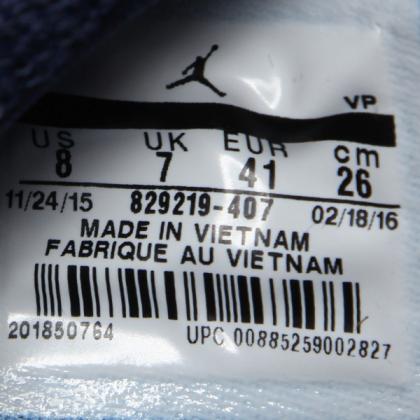 VP
US UK EUR cm
8 7 41 26
11/24/15 829219-407 02/18/16
MADE IN VIETNAM
FABRIQUE AU VIETNAM
201850764 UPC 00885259002827